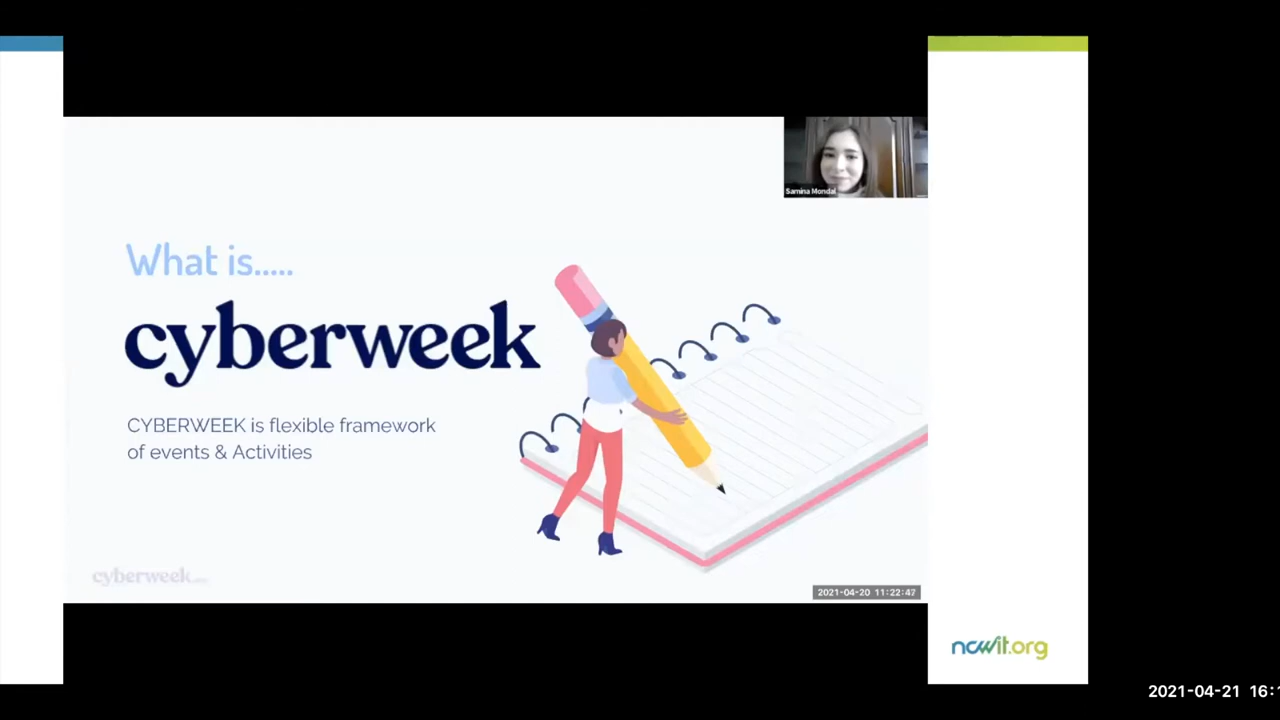 Samina Mondal
What is.....
cyberweek
CYBERWEEK is flexible framework
of events & Activities
cyberweek
2021-04-20 11:22:47
ncwit.org
2021-04-21 16: